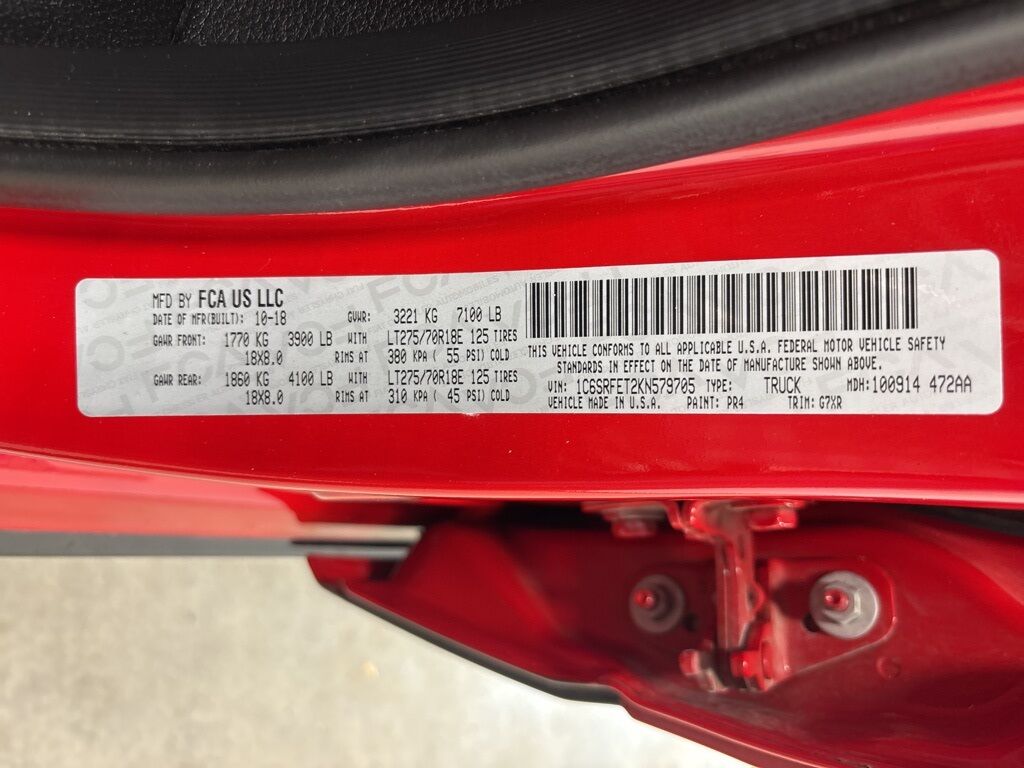 MFD BY FCA US LLC
DATE OF MFR(BUILT): 10-18 GVWR: 3221 KG 7100 LB
GAWR FRONT: 1770 KG 3900 LB WITH LT275/70R18E 125 TIRES
18X8.0 RIMS AT 380 KPA ( 55 PSI) COLD
GAWR REAR: 1860 KG 4100 LB WITH LT275/70R18E 125 TIRES
18X8.0 RIMS AT 310 KPA ( 45 PSI) COLD
THIS VEHICLE CONFORMS TO ALL APPLICABLE U.S.A. FEDERAL MOTOR VEHICLE SAFETY
STANDARDS IN EFFECT ON THE DATE OF MANUFACTURE SHOWN ABOVE.
VIN: 1C6SRFET2KN579705 TYPE: TRUCK MDH: 100914 472AA
VEHICLE MADE IN U.S.A. PAINT: PR4 TRIM: G7XR